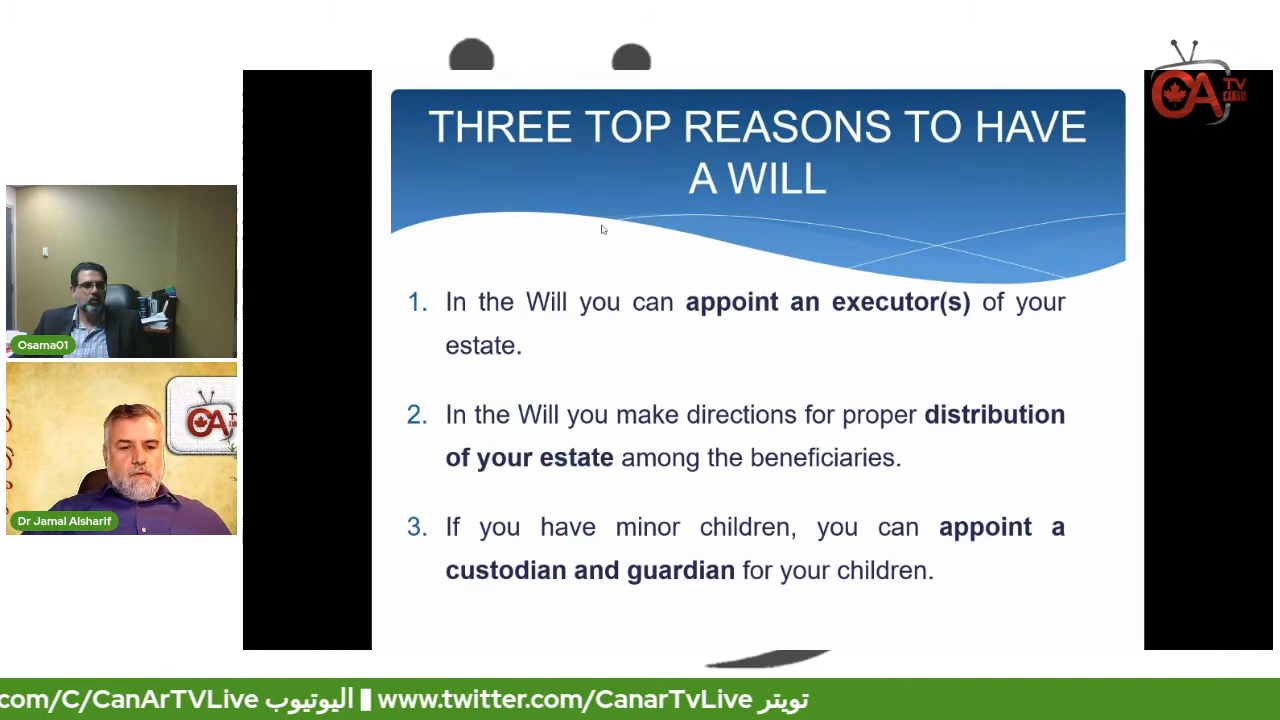 THREE TOP REASONS TO HAVE
A WILL
1. In the Will you can appoint an executor(s) of your
estate.
2. In the Will you make directions for proper distribution
of your estate among the beneficiaries.
3. If you have minor children, you can appoint a
custodian and guardian for your children.
CA TV
CANAR
Osama01
CA
Dr Jamal Alsharif
com/C/CanArTVLive اليوتيوب www.twitter.com/CanarTvLive تويتر